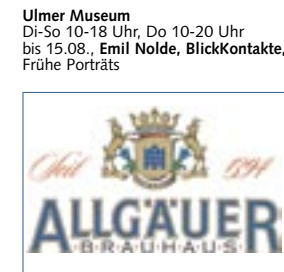 Ulmer Museum
Di-So 10-18 Uhr, Do 10-20 Uhr
bis 15.08., Emil Nolde, BlickKontakte,
Frühe Porträts
Seit 1394
ALLGÄUER
·B·R·A·U·H·A·U·S·